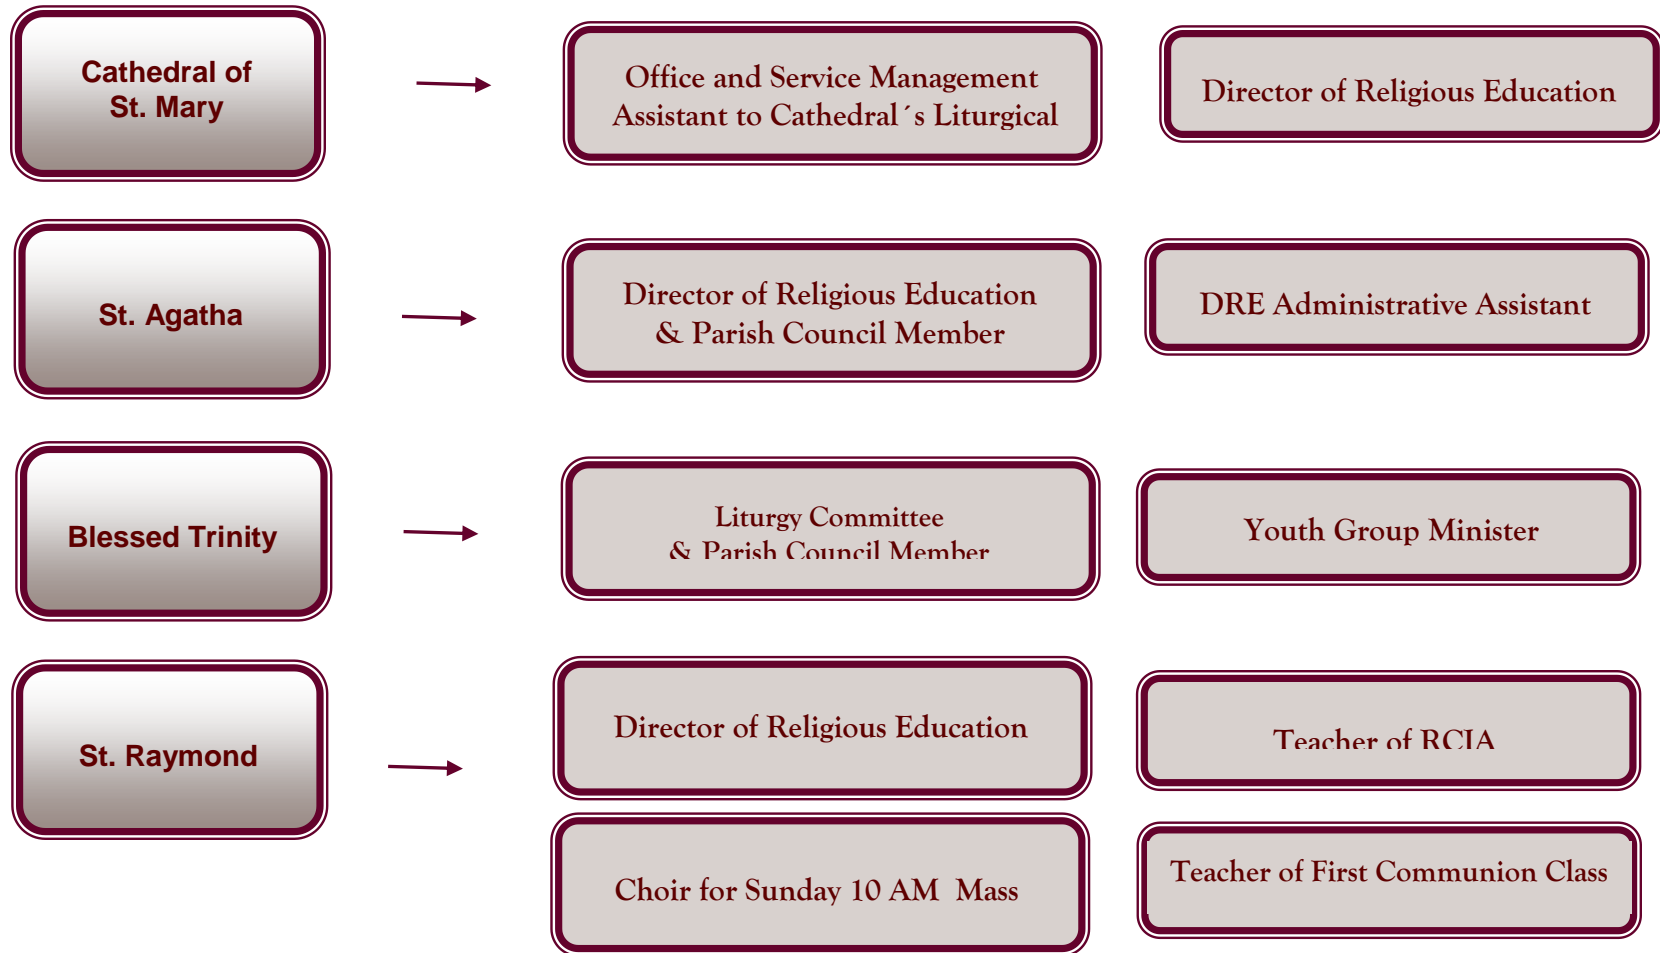 Cathedral of
St. Mary
Office and Service Management
Assistant to Cathedral´s Liturgical
Director of Religious Education
St. Agatha
Director of Religious Education
& Parish Council Member
DRE Administrative Assistant
Blessed Trinity
Liturgy Committee
& Parish Council Member
Youth Group Minister
St. Raymond
Director of Religious Education
Teacher of RCIA
Choir for Sunday 10 AM  Mass
Teacher of First Communion Class